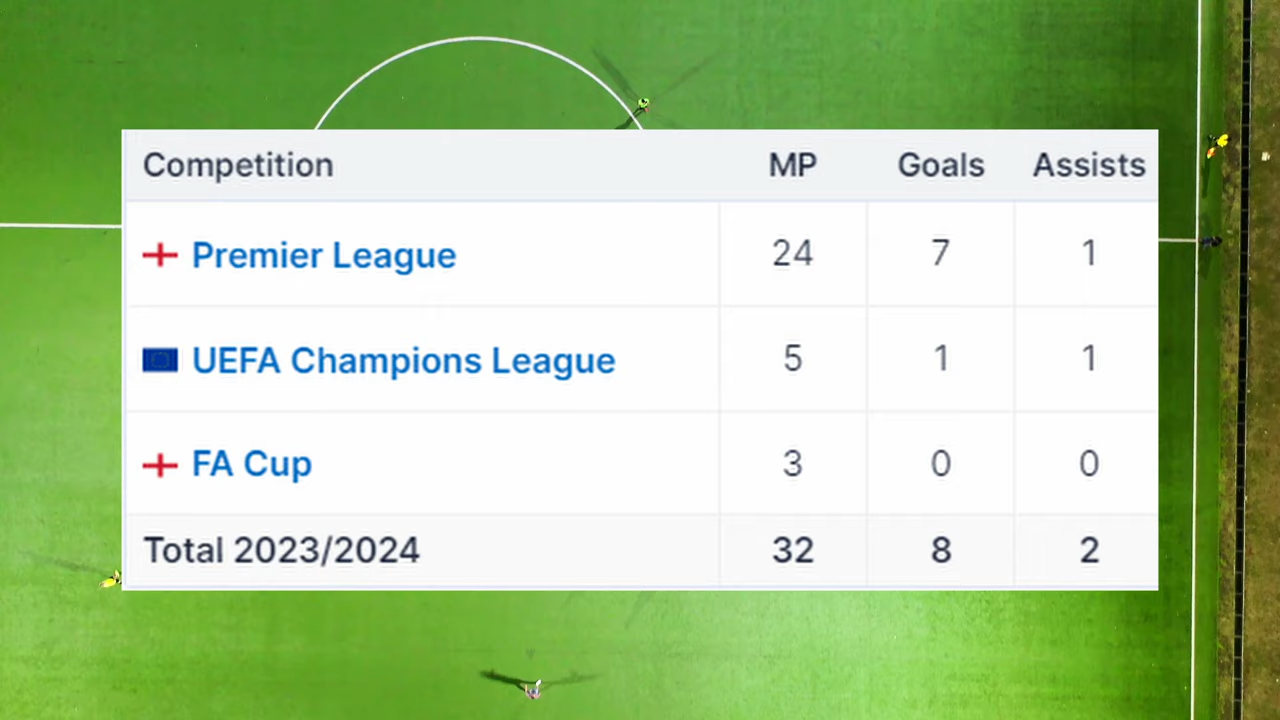 Competition MP Goals Assists
Premier League 24 7 1
UEFA Champions League 5 1 1
FA Cup 3 0 0
Total 2023/2024 32 8 2